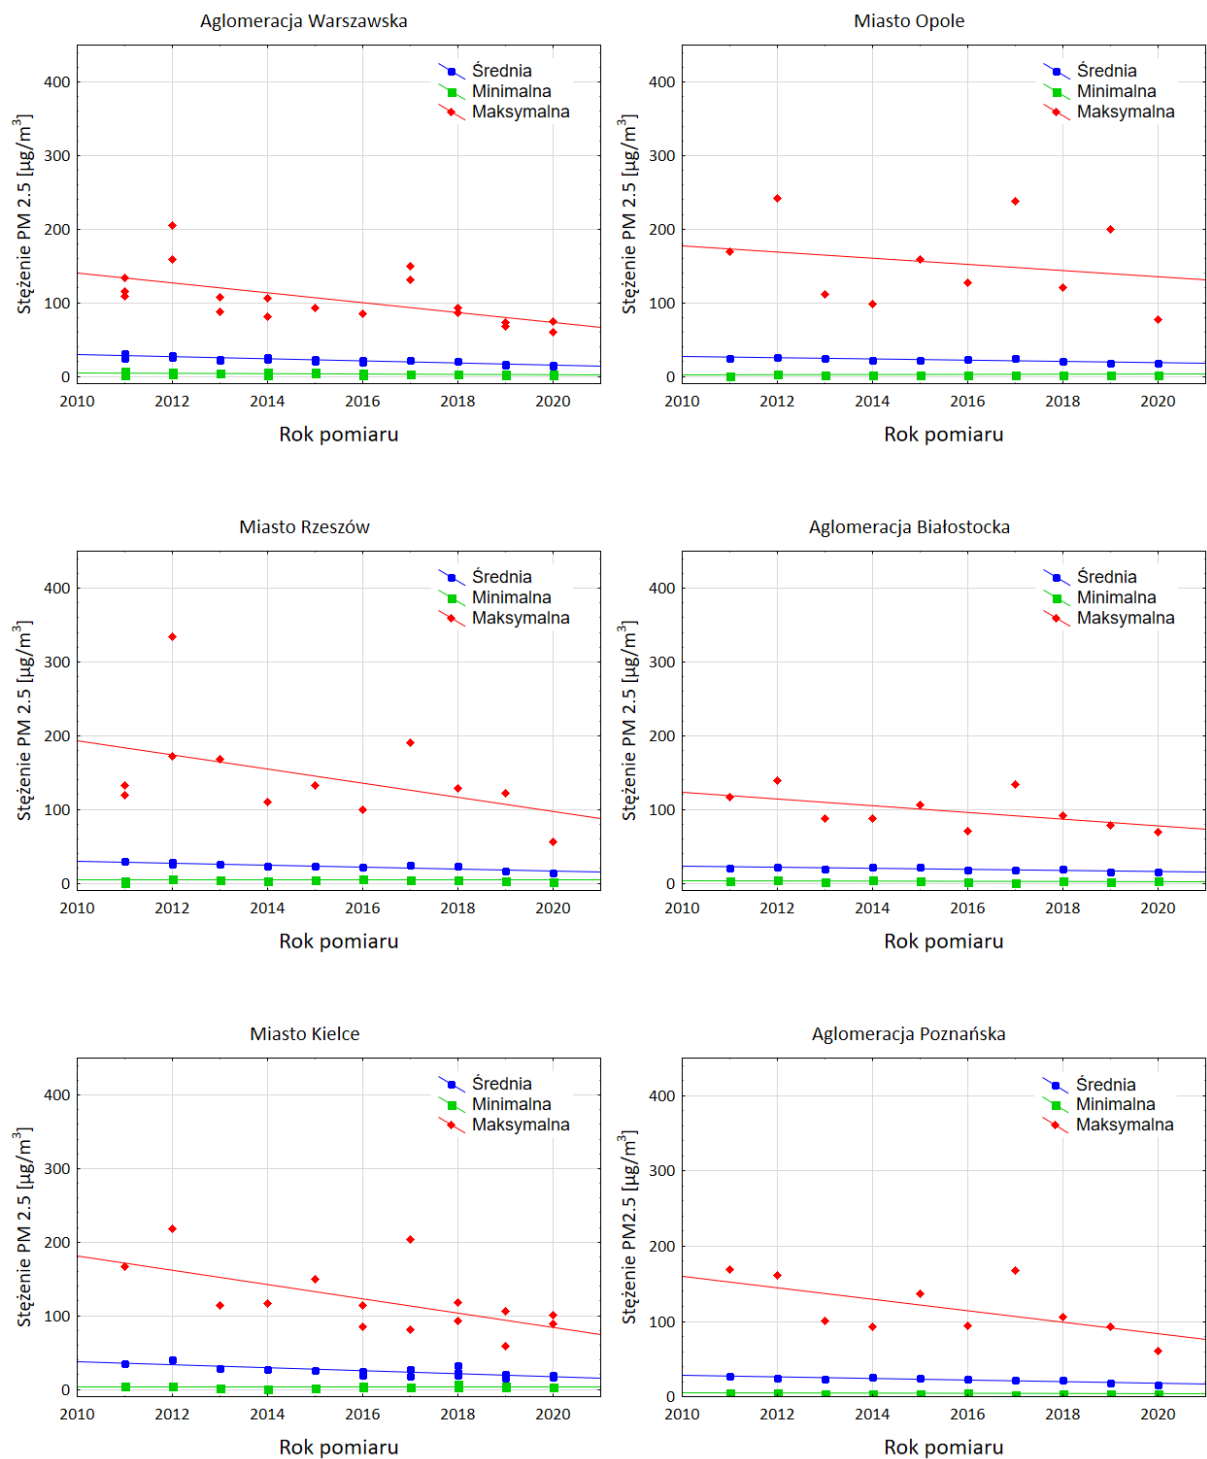 Aglomeracja Warszawska
Stężenie PM 2.5 [µg/m³]
400
300
200
100
0
Średnia
Minimalna
Maksymalna
2010 2012 2014 2016 2018 2020
Rok pomiaru
Miasto Opole
Stężenie PM 2.5 [µg/m³]
400
300
200
100
0
Średnia
Minimalna
Maksymalna
2010 2012 2014 2016 2018 2020
Rok pomiaru
Miasto Rzeszów
Stężenie PM 2.5 [µg/m³]
400
300
200
100
0
Średnia
Minimalna
Maksymalna
2010 2012 2014 2016 2018 2020
Rok pomiaru
Aglomeracja Białostocka
Stężenie PM 2.5 [µg/m³]
400
300
200
100
0
Średnia
Minimalna
Maksymalna
2010 2012 2014 2016 2018 2020
Rok pomiaru
Miasto Kielce
Stężenie PM 2.5 [µg/m³]
400
300
200
100
0
Średnia
Minimalna
Maksymalna
2010 2012 2014 2016 2018 2020
Rok pomiaru
Aglomeracja Poznańska
Stężenie PM2.5 [µg/m³]
400
300
200
100
0
Średnia
Minimalna
Maksymalna
2010 2012 2014 2016 2018 2020
Rok pomiaru